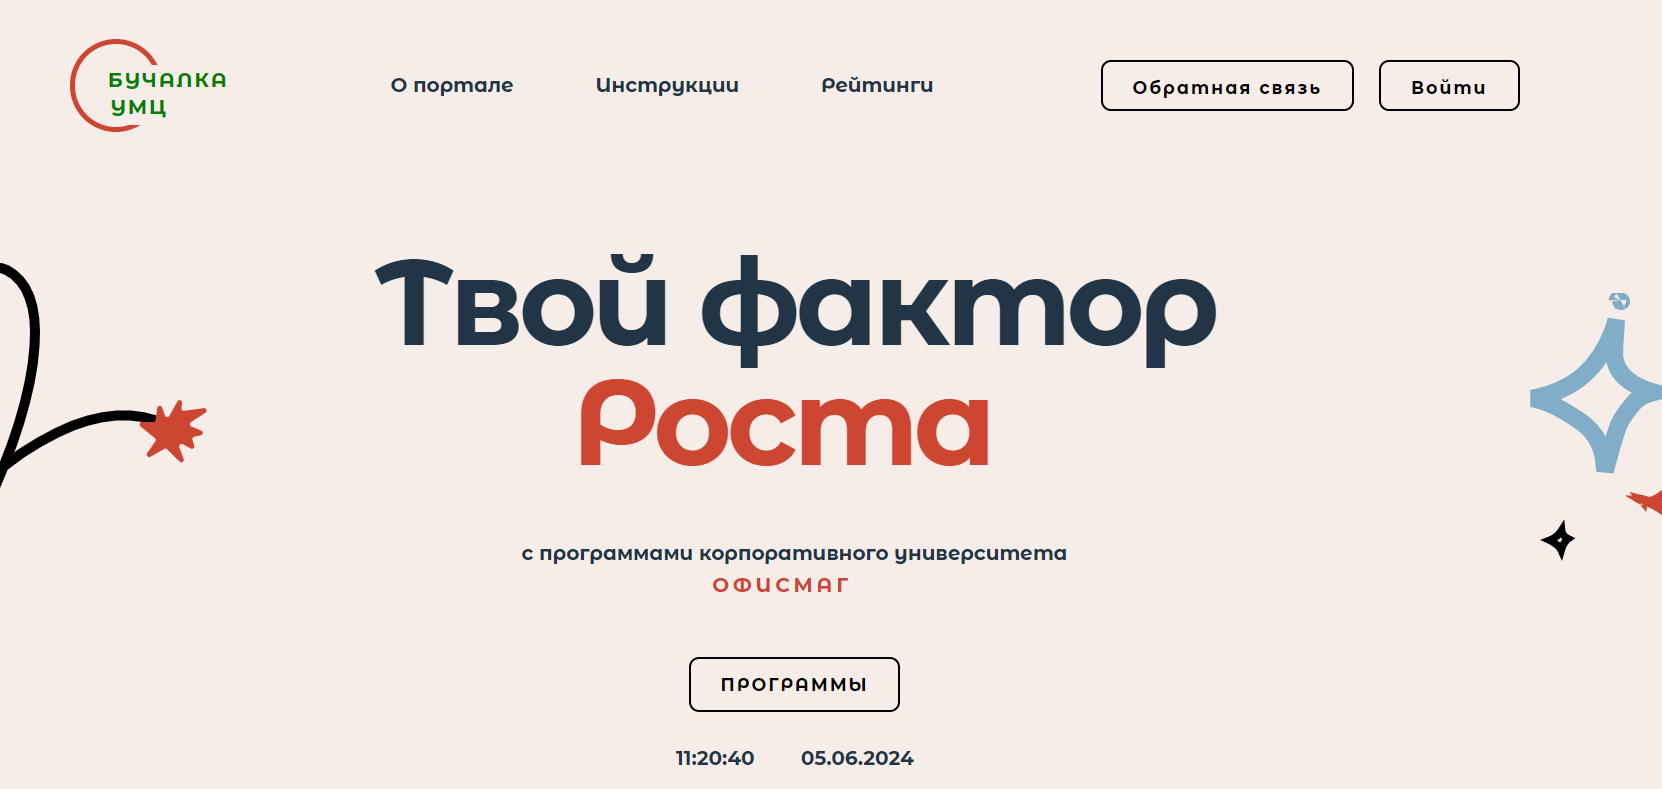 БУЧАЛКА
УМЦ
О портале
Инструкции
Рейтинги
Обратная связь
Войти
Твой фактор
Роста
с программами корпоративного университета
ОФИСМАГ
ПРОГРАММЫ
11:20:40
05.06.2024